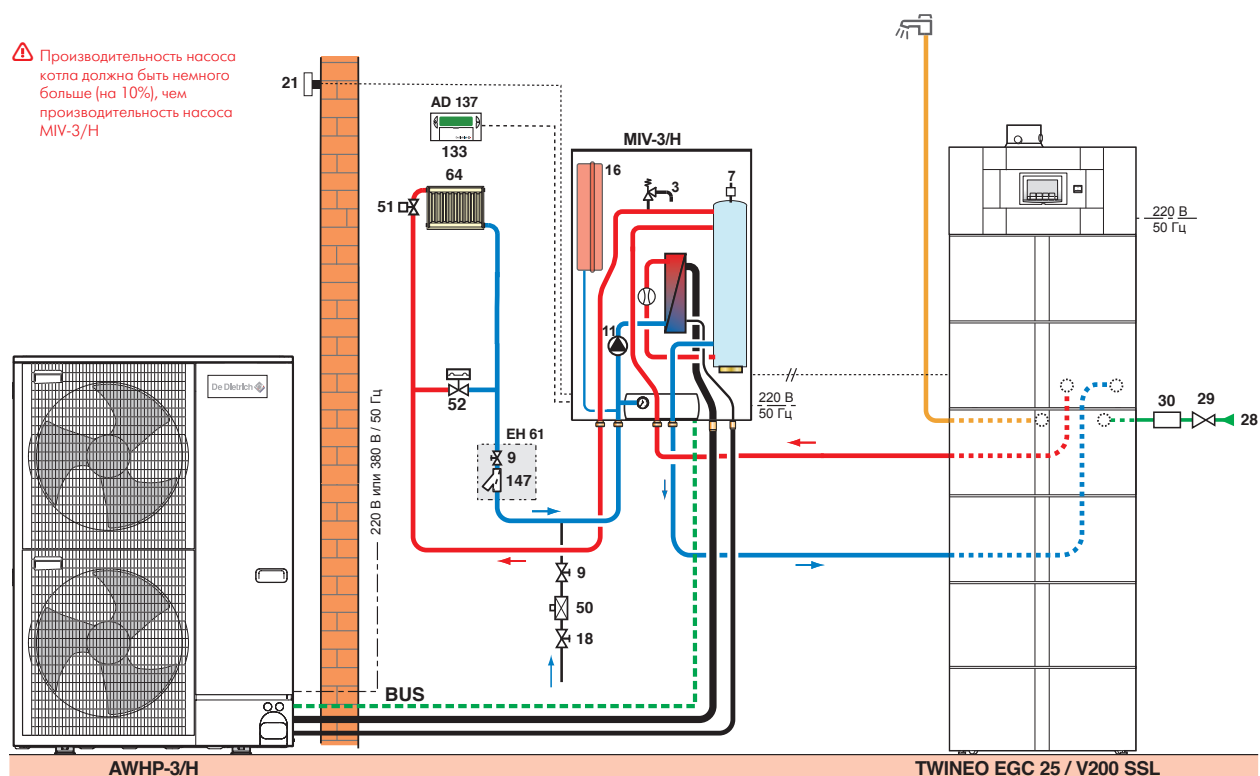 Производительность насоса
котла должна быть немного
больше (на 10%), чем
производительность насоса
MIV-3/H
21
AD 137
133
64
51
MIV-3/H
16
3
7
11
220 В
50 Гц
220 В
50 Гц
De Dietrich
220 В или 380 В / 50 Гц
52
EH 61
9
147
30
29
28
9
50
18
BUS
AWHP-3/H
TWINEO EGC 25 / V200 SSL